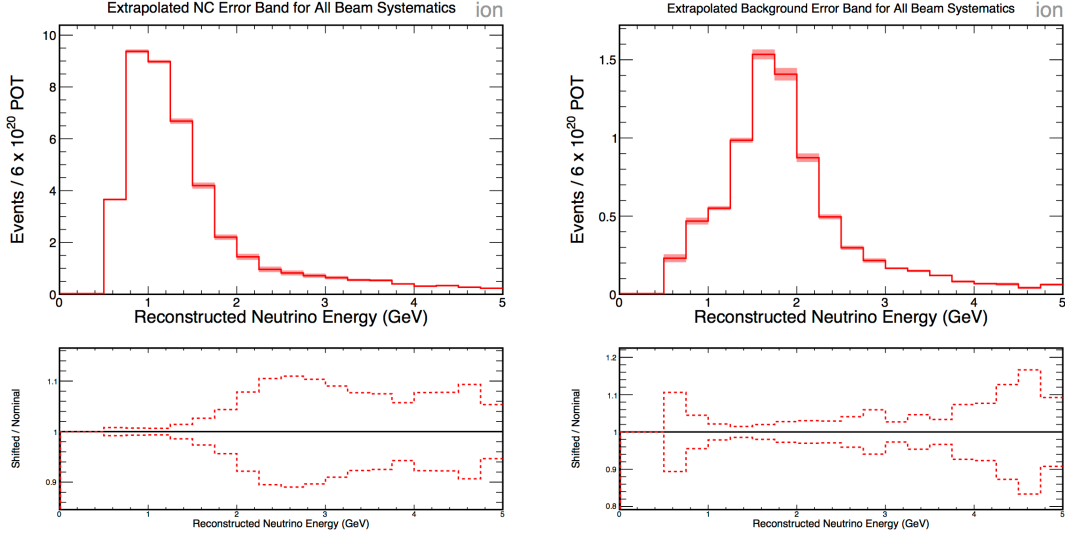 Extrapolated NC Error Band for All Beam Systematics
ion
10
8
6
4
2
0
Events / 6 x 10^20 POT
0 1 2 3 4 5
Reconstructed Neutrino Energy (GeV)
Extrapolated Background Error Band for All Beam Systematics
ion
1.5
1
0.5
0
Events / 6 x 10^20 POT
0 1 2 3 4 5
Reconstructed Neutrino Energy (GeV)
1.1
1
0.9
Shifted / Nominal
0 1 2 3 4 5
Reconstructed Neutrino Energy (GeV)
1.2
1.1
1
0.9
0.8
Shifted / Nominal
0 1 2 3 4 5
Reconstructed Neutrino Energy (GeV)